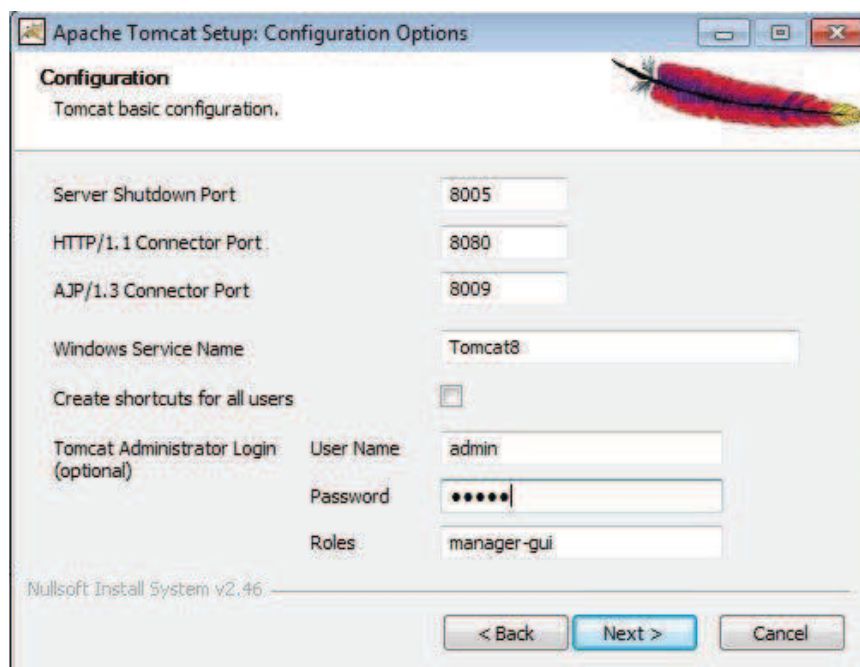 Apache Tomcat Setup: Configuration Options
Configuration
Tomcat basic configuration.
Server Shutdown Port 8005
HTTP/1.1 Connector Port 8080
AJP/1.3 Connector Port 8009
Windows Service Name Tomcat8
Create shortcuts for all users
Tomcat Administrator Login User Name admin
(optional)
Password •••••
Roles manager-gui
Nullsoft Install System v2.46
< Back Next > Cancel